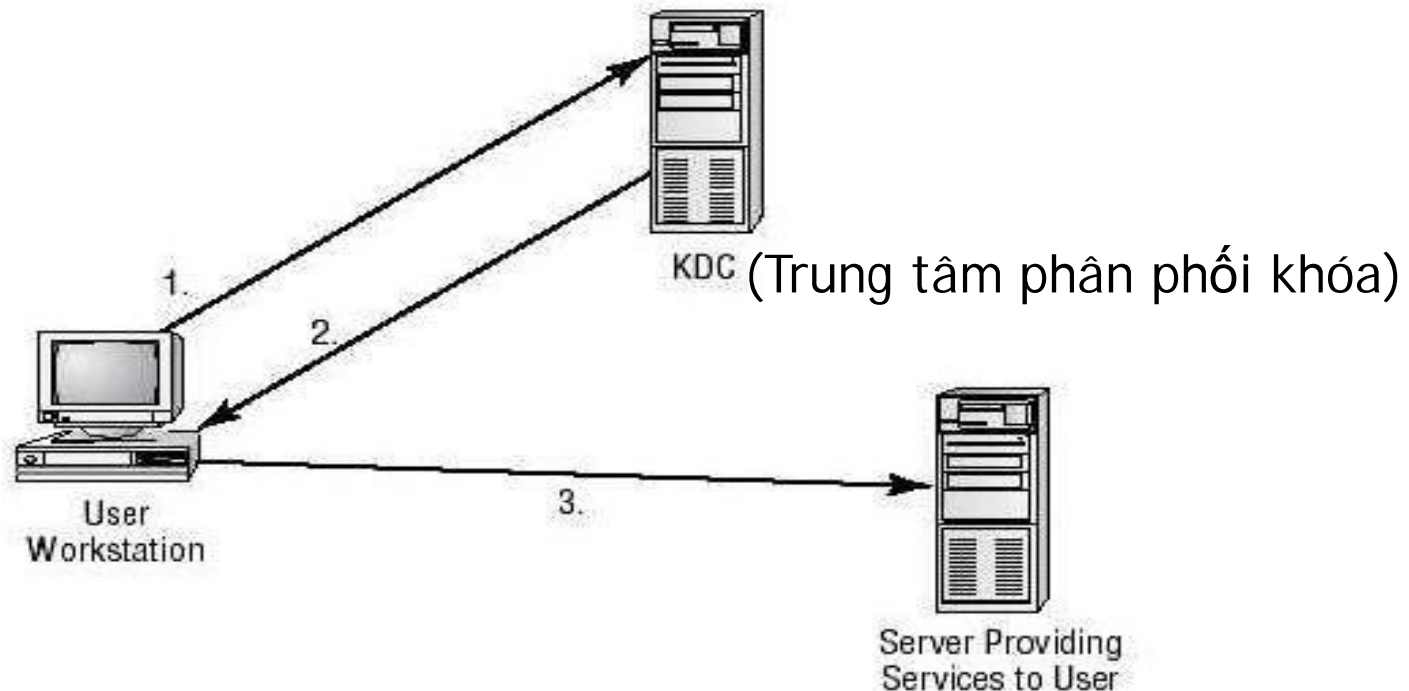 KDC (Trung tâm phân phối khóa)
1.
2.
User
Workstation
3.
Server Providing
Services to User